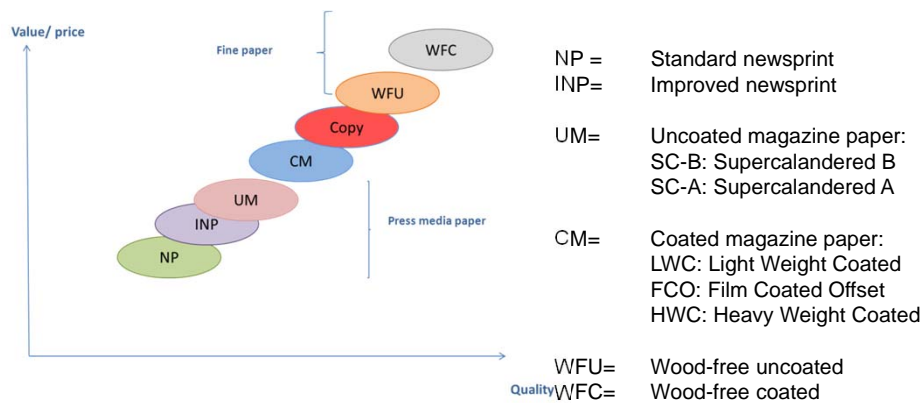 Value/ price
Fine paper
WFC
WFU
Copy
CM
UM
Press media paper
INP
NP
Quality
NP = Standard newsprint
INP= Improved newsprint
UM= Uncoated magazine paper:
SC-B: Supercalandered B
SC-A: Supercalandered A
CM= Coated magazine paper:
LWC: Light Weight Coated
FCO: Film Coated Offset
HWC: Heavy Weight Coated
WFU= Wood-free uncoated
WFC= Wood-free coated